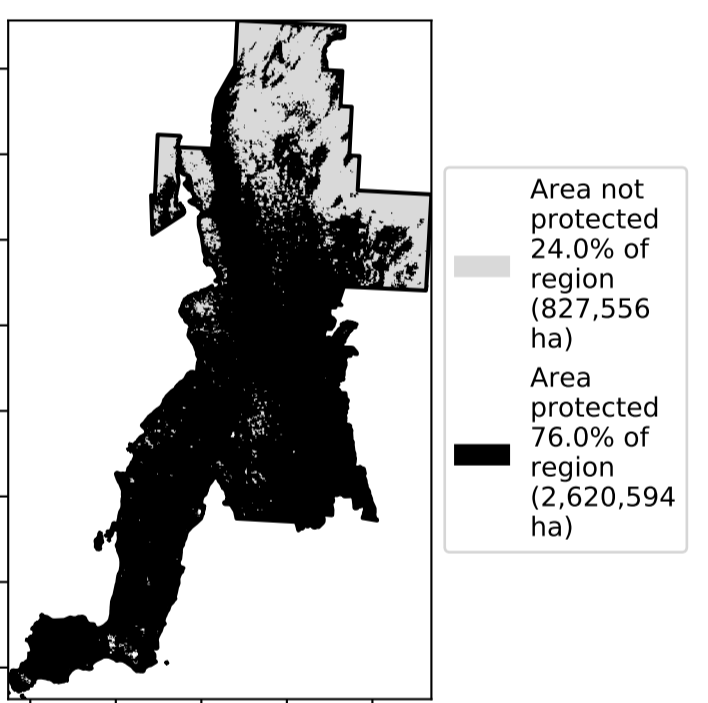 Area not
protected
24.0% of
region
(827,556
ha)
Area
protected
76.0% of
region
(2,620,594
ha)